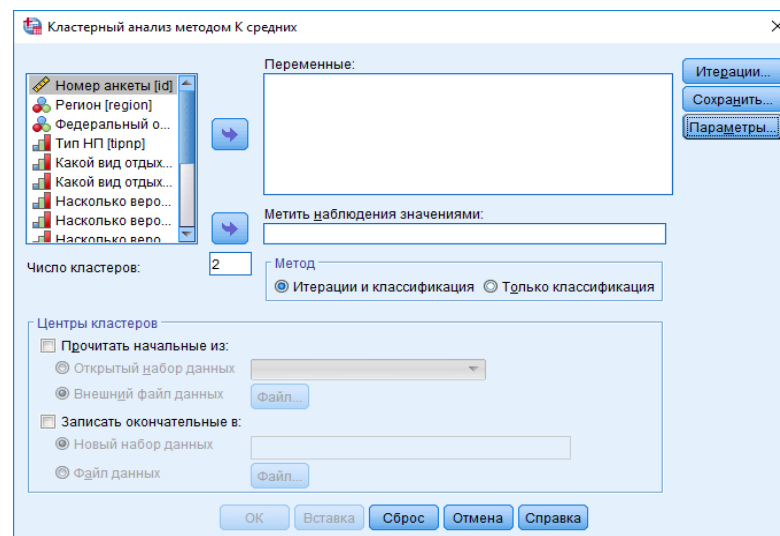 Кластерный анализ методом К средних
Номер анкеты [id]
Регион [region]
Федеральный о...
Тип НП [tipnp]
Какой вид отдых...
Какой вид отдых...
Насколько веро...
Насколько веро...
Насколько веро
Переменные:
Метить наблюдения значениями:
Итерации...
Сохранить...
Параметры...
Число кластеров:
2
Метод
Итерации и классификация
Только классификация
Центры кластеров
Прочитать начальные из:
Открытый набор данных
Внешний файл данных
Файл...
Записать окончательные в:
Новый набор данных
Файл данных
Файл...
ОК
Вставка
Сброс
Отмена
Справка